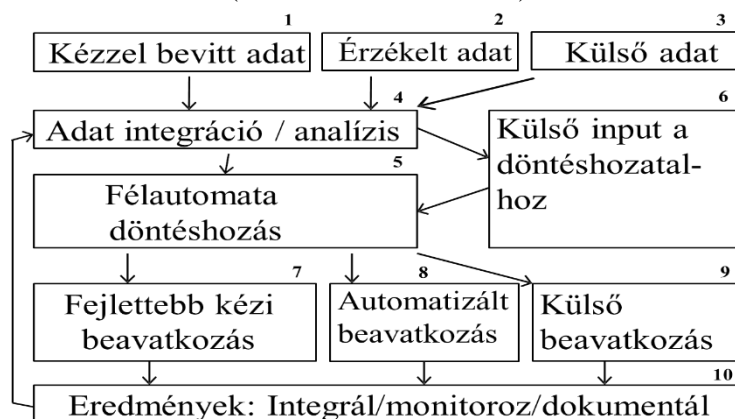 1
Kézzel bevitt adat
2
Érzékelt adat
3
Külső adat
4
Adat integráció / analízis
6
Külső input a
döntéshozatal-
hoz
5
Félautomata
döntéshozás
7
Fejlettebb kézi
beavatkozás
8
Automatizált
beavatkozás
9
Külső
beavatkozás
10
Eredmények: Integrál/monitoroz/dokumentál